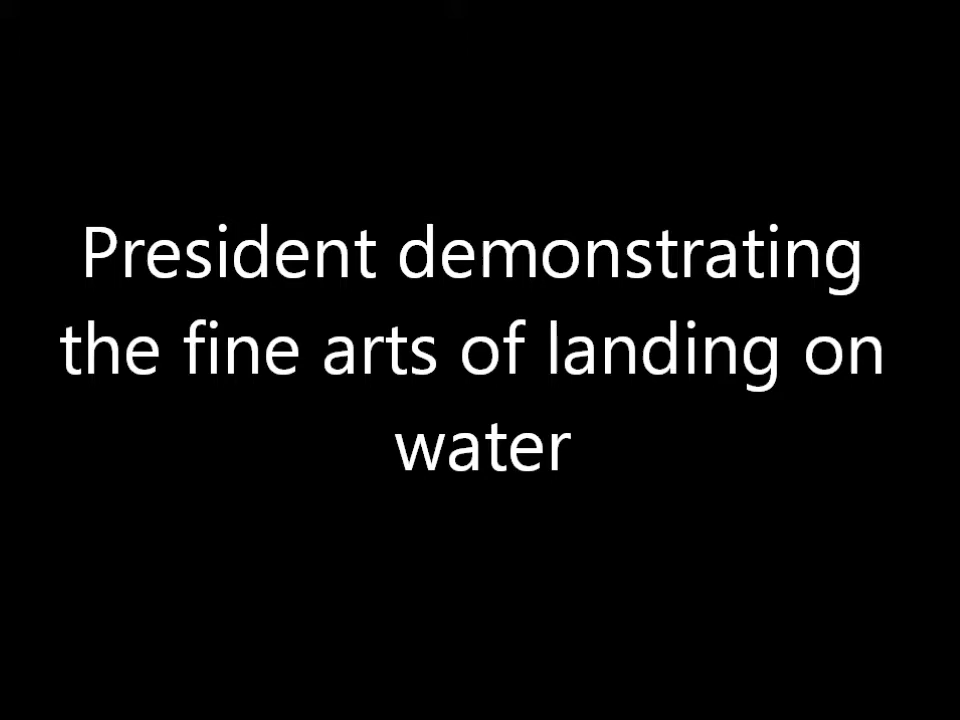 President demonstrating
the fine arts of landing on
water